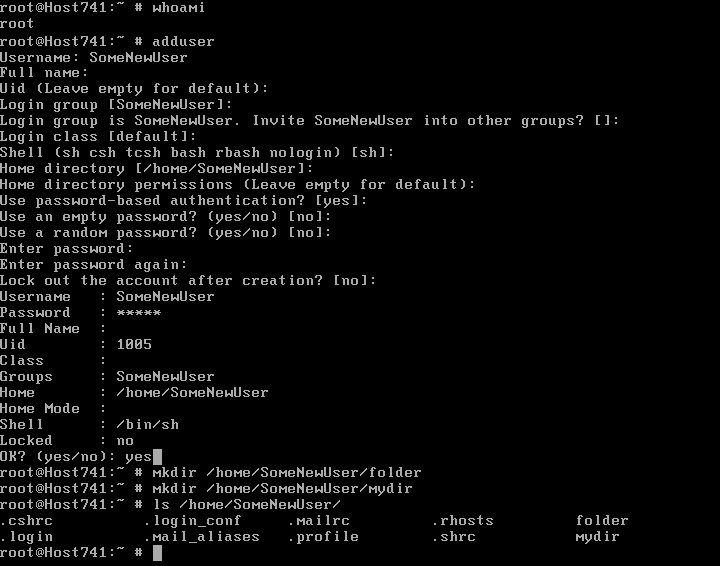 root@Host741:~ # whoami
root
root@Host741:~ # adduser
Username: SomeNewUser
Full name:
Uid (Leave empty for default):
Login group [SomeNewUser]:
Login group is SomeNewUser. Invite SomeNewUser into other groups? []:
Login class [default]:
Shell (sh csh tcsh bash rbash nologin) [sh]:
Home directory [/home/SomeNewUser]:
Home directory permissions (Leave empty for default):
Use password-based authentication? [yes]:
Use an empty password? (yes/no) [no]:
Use a random password? (yes/no) [no]:
Enter password:
Enter password again:
Lock out the account after creation? [no]:
Username   : SomeNewUser
Password   : *****
Full Name  :
Uid        : 1005
Class      :
Groups     : SomeNewUser
Home       : /home/SomeNewUser
Home Mode  :
Shell      : /bin/sh
Locked     : no
OK? (yes/no): yes
root@Host741:~ # mkdir /home/SomeNewUser/folder
root@Host741:~ # mkdir /home/SomeNewUser/mydir
root@Host741:~ # ls /home/SomeNewUser/
.cshrc          .login_conf     .mailrc         .rhosts         folder
.login          .mail_aliases   .profile        .shrc           mydir
root@Host741:~ #